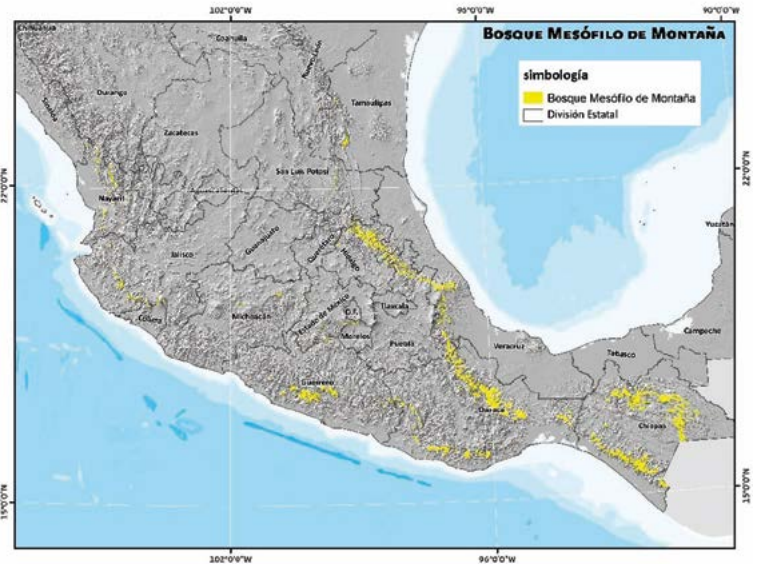 102°0'0"W
96°0'0"W
90°0'0"W
BOSQUE MESÓFILO DE MONTAÑA
simbología
Bosque Mesófilo de Montaña
División Estatal
Chihuahua
Coahuila
Nuevo León
Durango
Sinaloa
Tamaulipas
Zacatecas
San Luis Potosí
22°0'0"N
22°0'0"N
Aguascalientes
Nayarit
Yucatán
Jalisco
Guanajuato
Querétaro
Hidalgo
Colima
Michoacán
Estado de México
D.F.
Tlaxcala
Morelos
Puebla
Veracruz
Tabasco
Campeche
Guerrero
Oaxaca
Chiapas
15°0'0"N
15°0'0"N
102°0'0"W
96°0'0"W